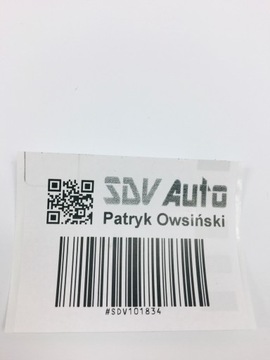 SDV Auto
Patryk Owsiński
#SDV101834